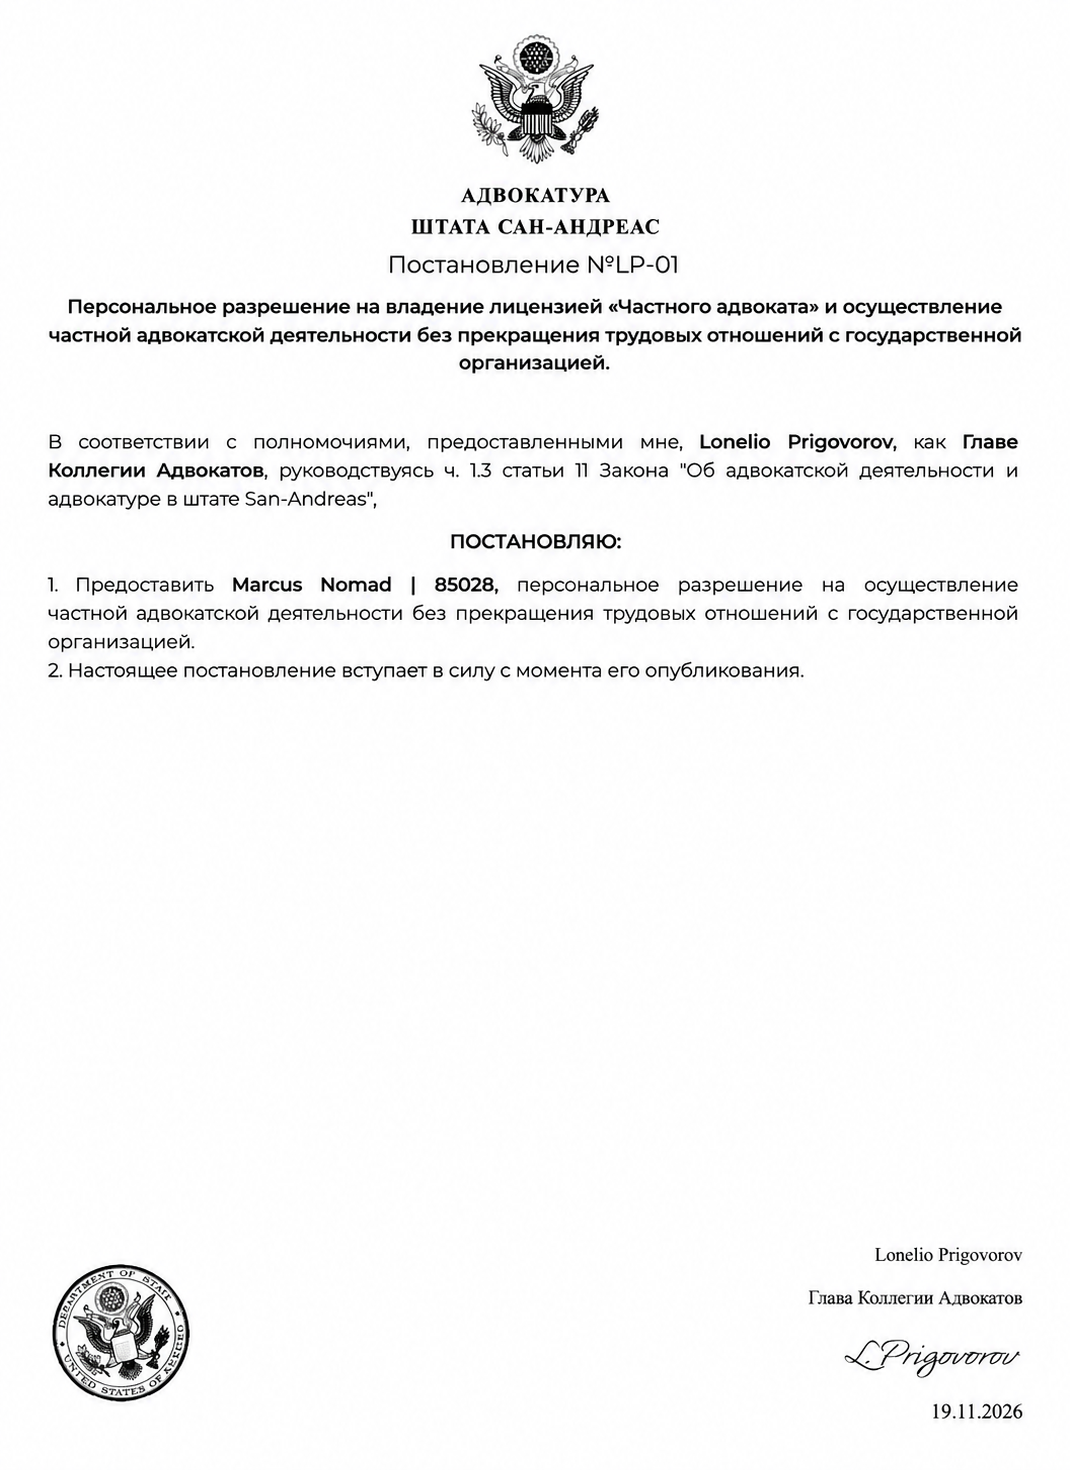 АДВОКАТУРА
ШТАТА САН-АНДРЕАС
Постановление №LP-01
Персональное разрешение на владение лицензией «Частного адвоката» и осуществление
частной адвокатской деятельности без прекращения трудовых отношений с государственной
организацией.
В соответствии с полномочиями, предоставленными мне, Lonelio Prigovorov, как Главе
Коллегии Адвокатов, руководствуясь ч. 1.3 статьи 11 Закона "Об адвокатской деятельности и
адвокатуре в штате San-Andreas",
ПОСТАНОВЛЯЮ:
1. Предоставить Marcus Nomad | 85028, персональное разрешение на осуществление
частной адвокатской деятельности без прекращения трудовых отношений с государственной
организацией.
2. Настоящее постановление вступает в силу с момента его опубликования.
Lonelio Prigovorov
Глава Коллегии Адвокатов
L. Prigovorov
19.11.2026
DEPARTMENT OF STATE
UNITED STATES OF